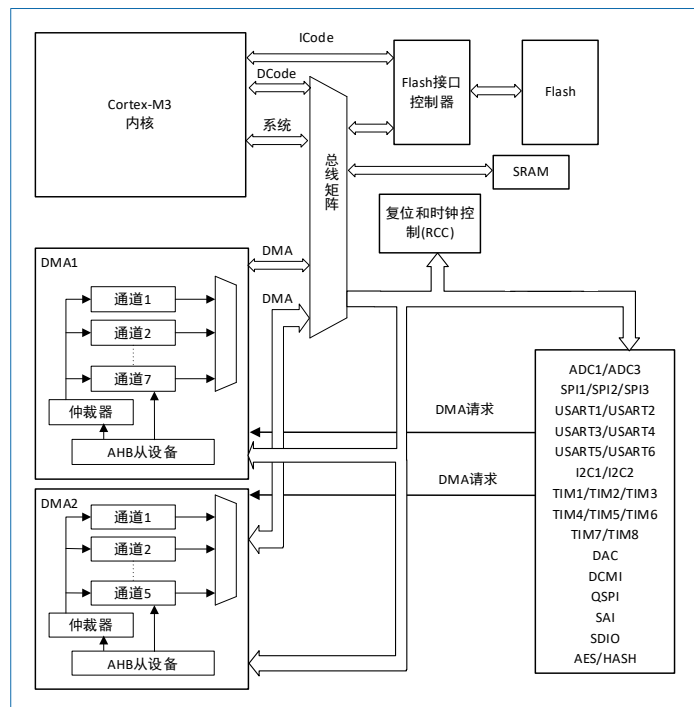 ICode
DCode
Cortex-M3
内核
系统
总线矩阵
Flash接口
控制器
Flash
SRAM
复位和时钟控
制(RCC)
DMA1
DMA
DMA
通道1
通道2
通道7
仲裁器
AHB从设备
DMA请求
DMA2
DMA请求
通道1
通道2
通道5
仲裁器
AHB从设备
ADC1/ADC3
SPI1/SPI2/SPI3
USART1/USART2
USART3/USART4
USART5/USART6
I2C1/I2C2
TIM1/TIM2/TIM3
TIM4/TIM5/TIM6
TIM7/TIM8
DAC
DCMI
QSPI
SAI
SDIO
AES/HASH